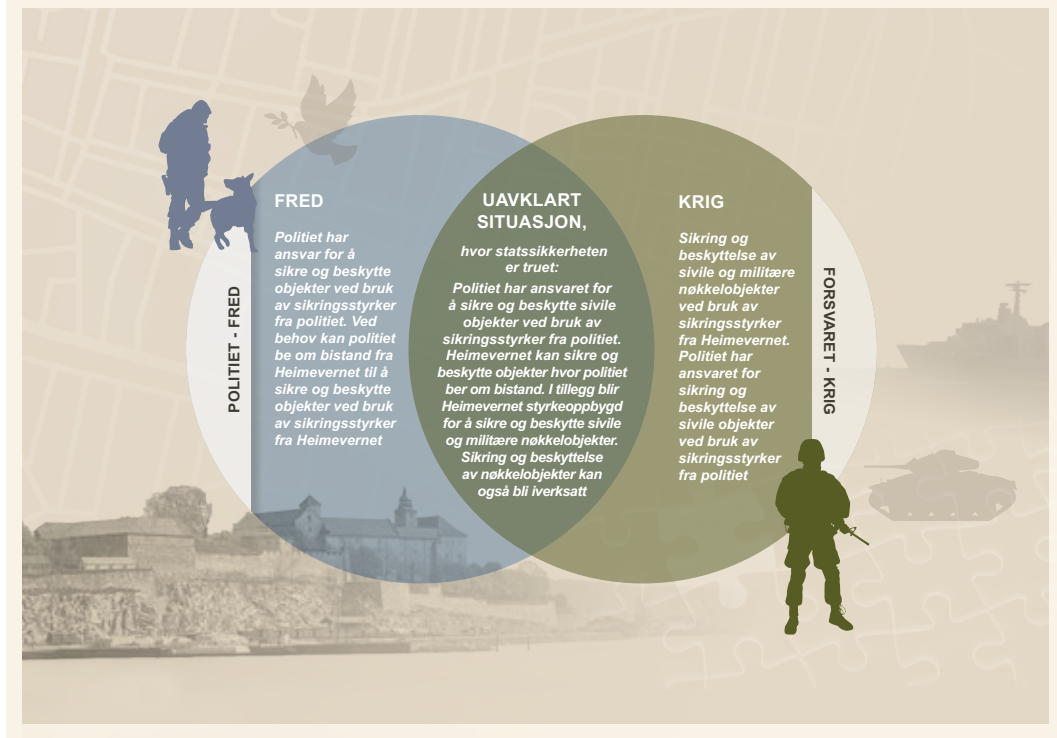 POLITIET - FRED
FRED
Politiet har
ansvar for å
sikre og beskytte
objekter ved bruk
av sikringsstyrker
fra politiet. Ved
behov kan politiet
be om bistand fra
Heimevernet til å
sikre og beskytte
objekter ved bruk
av sikringsstyrker
fra Heimevernet
UAVKLART
SITUASJON,
hvor statssikkerheten
er truet:
Politiet har ansvaret for
å sikre og beskytte sivile
objekter ved bruk av
sikringsstyrker fra politiet.
Heimevernet kan sikre og
beskytte objekter hvor politiet
ber om bistand. I tillegg blir
Heimevernet styrkeoppbygd
for å sikre og beskytte sivile
og militære nøkkelobjekter.
Sikring og beskyttelse
av nøkkelobjekter kan
også bli iverksatt
KRIG
Sikring og
beskyttelse av
sivile og militære
nøkkelobjekter
ved bruk av
sikringsstyrker
fra Heimevernet.
Politiet har
ansvaret for
sikring og
beskyttelse av
sivile objekter
ved bruk av
sikringsstyrker
fra politiet
FORSVARET - KRIG